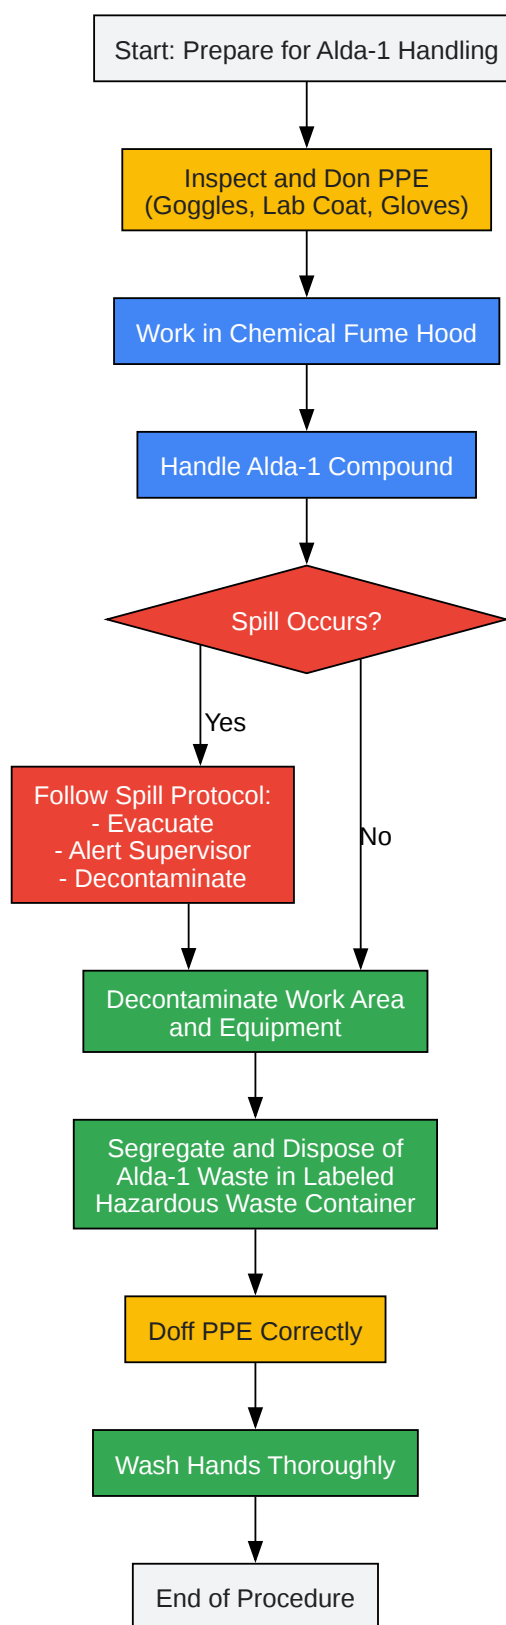 Start: Prepare for Alda-1 Handling
Inspect and Don PPE
(Goggles, Lab Coat, Gloves)
Work in Chemical Fume Hood
Handle Alda-1 Compound
Spill Occurs?
Yes
Follow Spill Protocol:
- Evacuate
- Alert Supervisor
- Decontaminate
No
Decontaminate Work Area
and Equipment
Segregate and Dispose of
Alda-1 Waste in Labeled
Hazardous Waste Container
Doff PPE Correctly
Wash Hands Thoroughly
End of Procedure